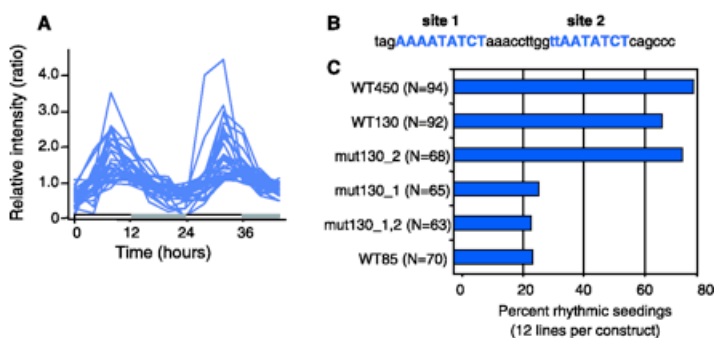 A
Relative intensity (ratio)
4.0
3.0
2.0
1.0
0
0 12 24 36
Time (hours)
B
site 1 site 2
tagAAAATATCTaaaccttggttAATATCTcagccc
C
WT450 (N=94)
WT130 (N=92)
mut130_2 (N=68)
mut130_1 (N=65)
mut130_1,2 (N=63)
WT85 (N=70)
0 20 40 60 80
Percent rhythmic seedings
(12 lines per construct)